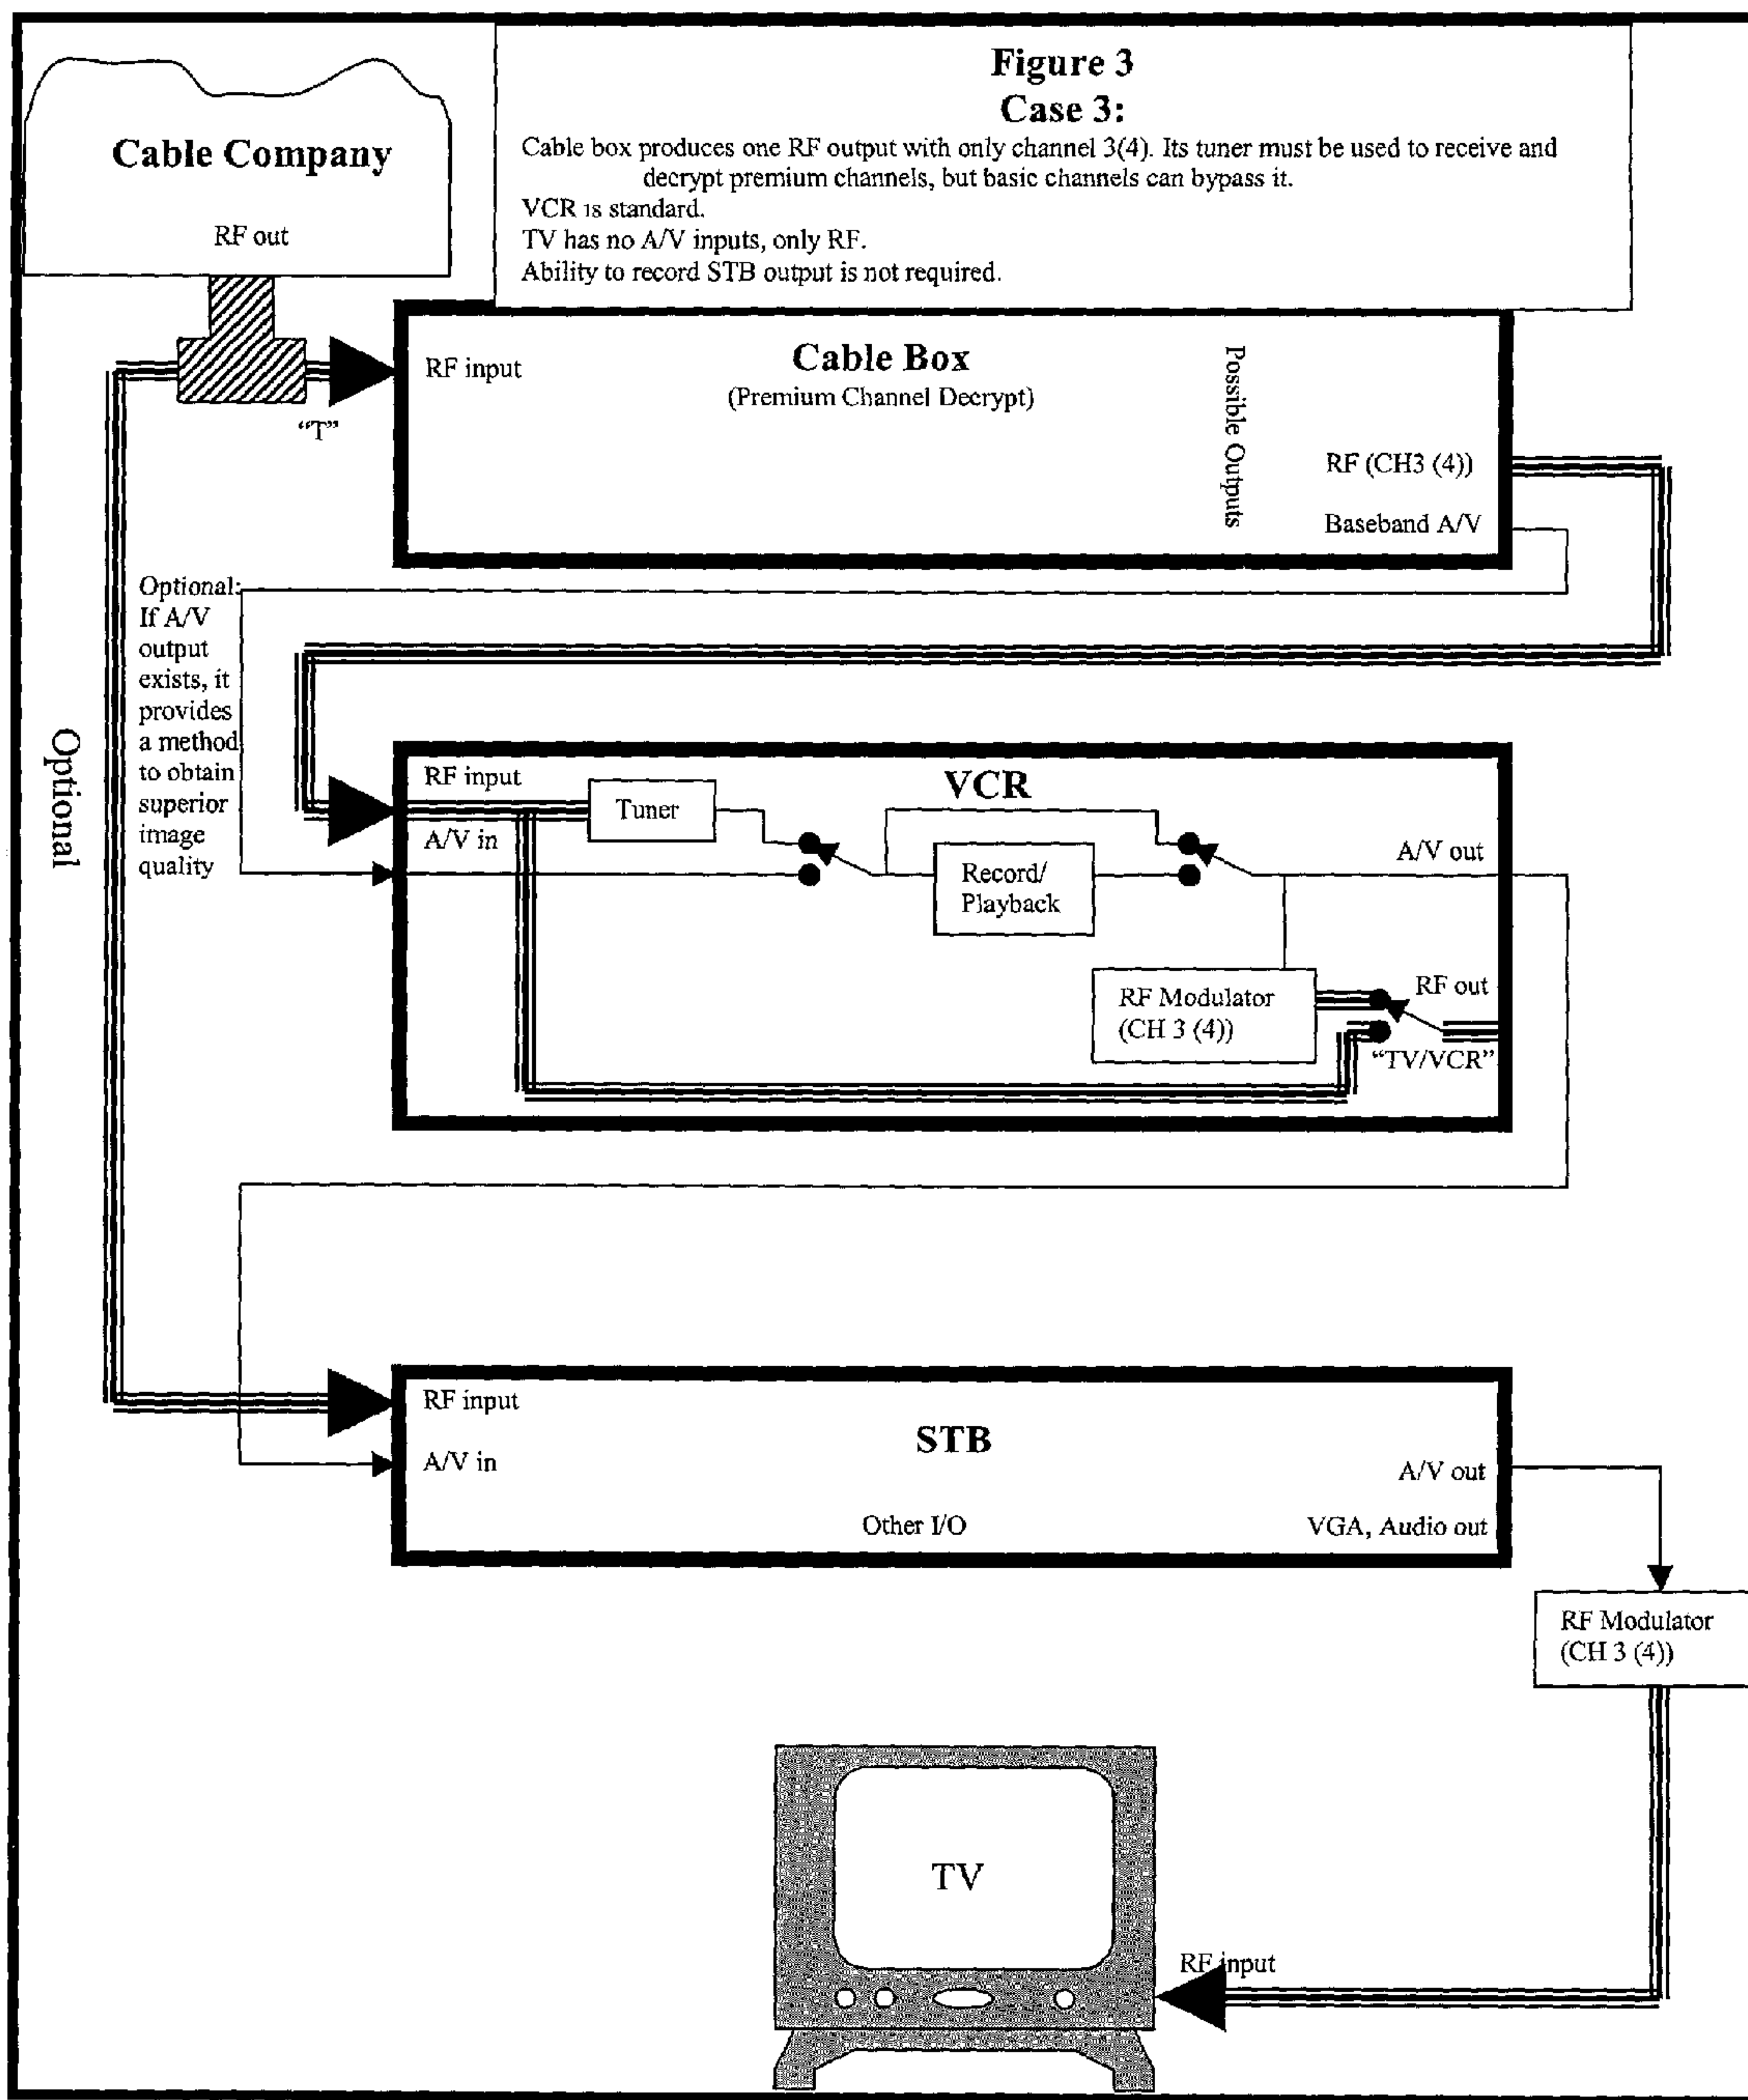 Figure 3
Case 3:
Cable box produces one RF output with only channel 3(4). Its tuner must be used to receive and
decrypt premium channels, but basic channels can bypass it.
VCR is standard.
TV has no A/V inputs, only RF.
Ability to record STB output is not required.
Cable Company
RF out
“T”
RF input
Cable Box
(Premium Channel Decrypt)
Possible Outputs
RF (CH3 (4))
Baseband A/V
Optional
Optional:
If A/V
output
exists, it
provides
a method
to obtain
superior
image
quality
RF input
VCR
A/V in
Tuner
Record/
Playback
A/V out
RF Modulator
(CH 3 (4))
RF out
“TV/VCR”
RF input
STB
A/V in
A/V out
Other I/O
VGA, Audio out
RF Modulator
(CH 3 (4))
TV
RF input